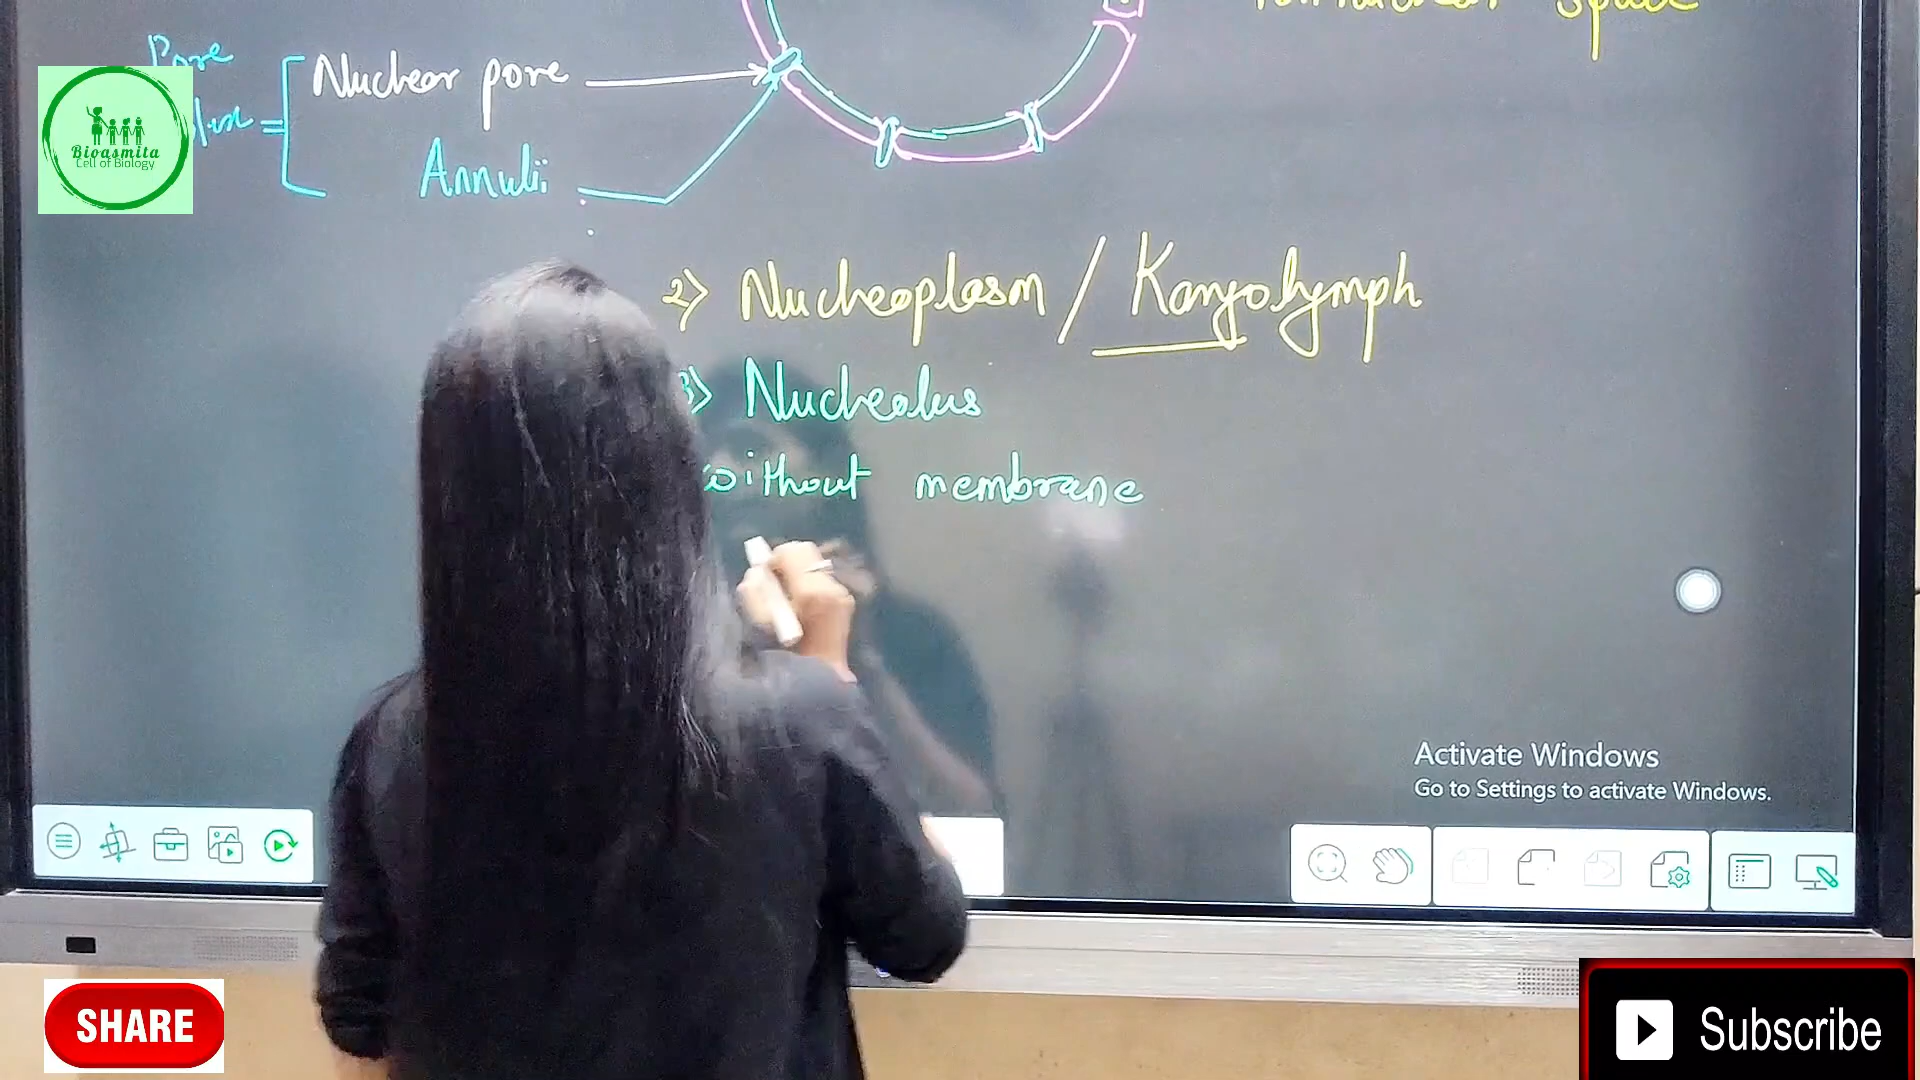 Pore
Nuclear pore
Annulii
2) Nucleoplasm / Karyolymph
3) Nucleolus
without membrane
Bioasmita
Cell of Biology
Activate Windows
Go to Settings to activate Windows.
SHARE
Subscribe